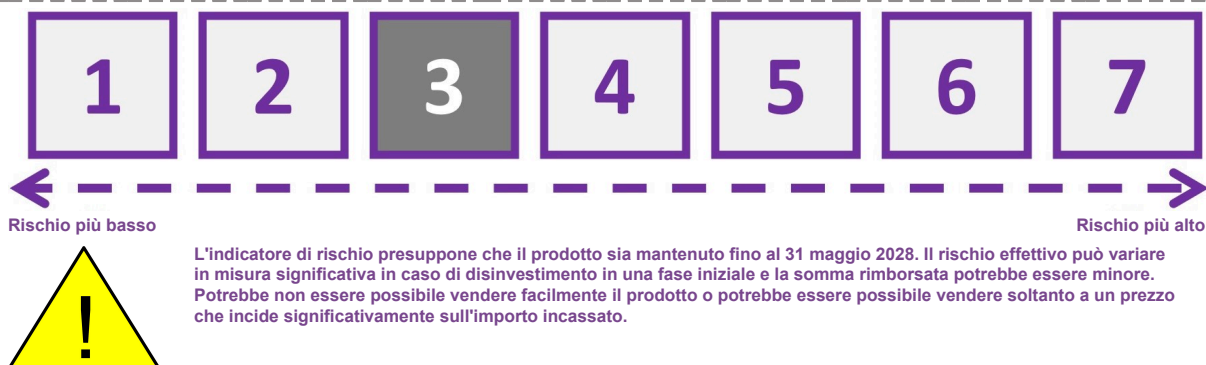 1 2 3 4 5 6 7
Rischio più basso Rischio più alto
L'indicatore di rischio presuppone che il prodotto sia mantenuto fino al 31 maggio 2028. Il rischio effettivo può variare
in misura significativa in caso di disinvestimento in una fase iniziale e la somma rimborsata potrebbe essere minore.
Potrebbe non essere possibile vendere facilmente il prodotto o potrebbe essere possibile vendere soltanto a un prezzo
che incide significativamente sull'importo incassato.
!